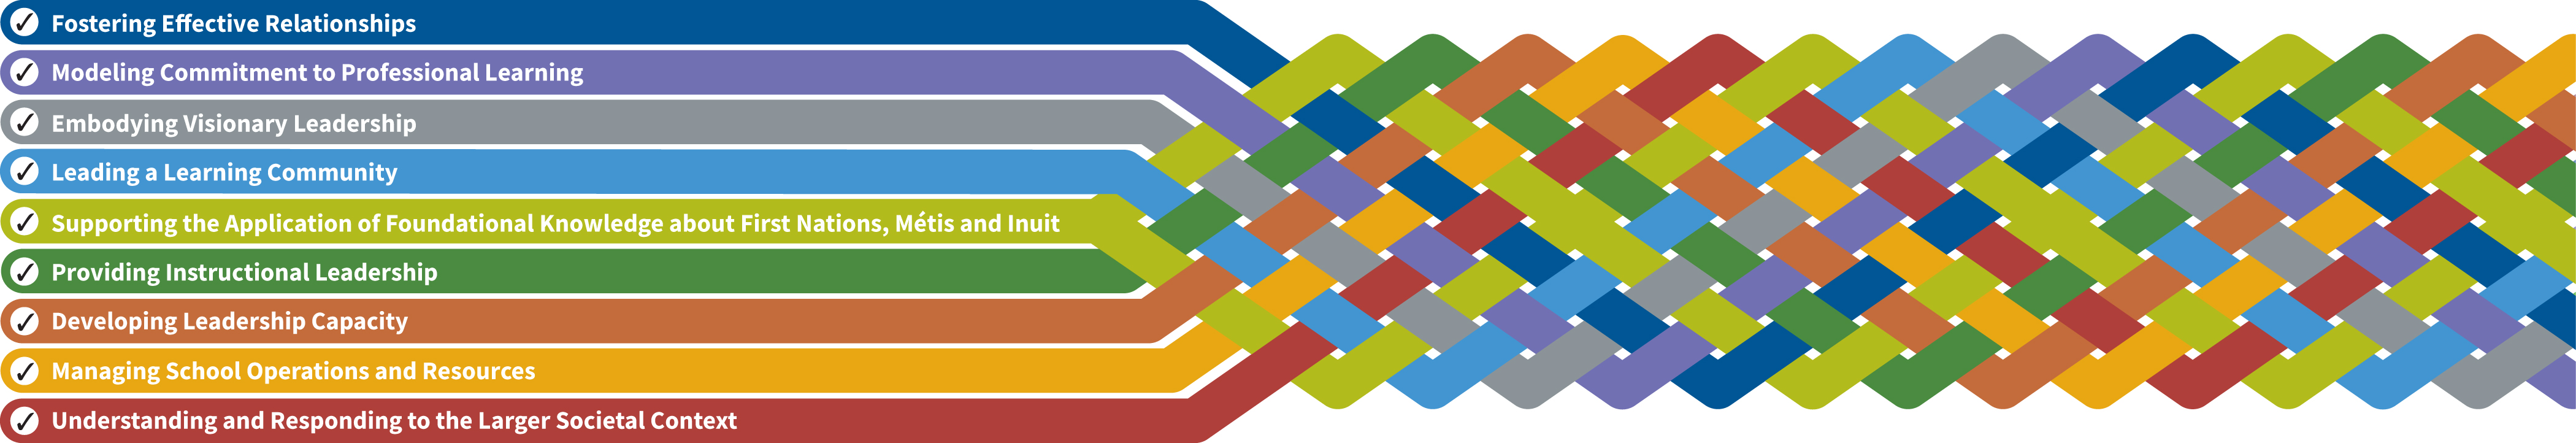 ✓ Fostering Effective Relationships
✓ Modeling Commitment to Professional Learning
✓ Embodying Visionary Leadership
✓ Leading a Learning Community
✓ Supporting the Application of Foundational Knowledge about First Nations, Métis and Inuit
✓ Providing Instructional Leadership
✓ Developing Leadership Capacity
✓ Managing School Operations and Resources
✓ Understanding and Responding to the Larger Societal Context